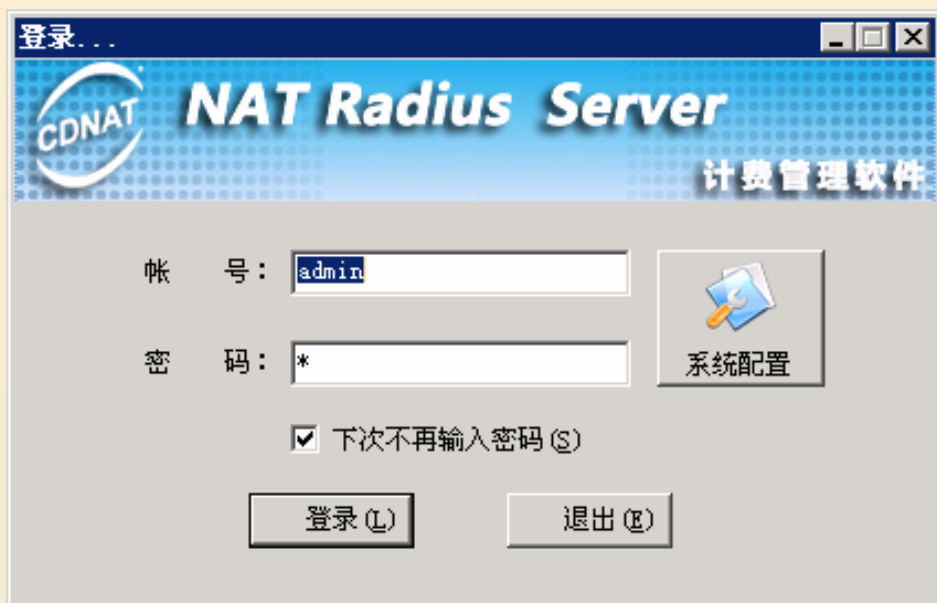 登录...
CDNAT
NAT Radius Server
计费管理软件
帐 号: admin
密 码: *
系统配置
下次不再输入密码(S)
登录(L) 退出(E)